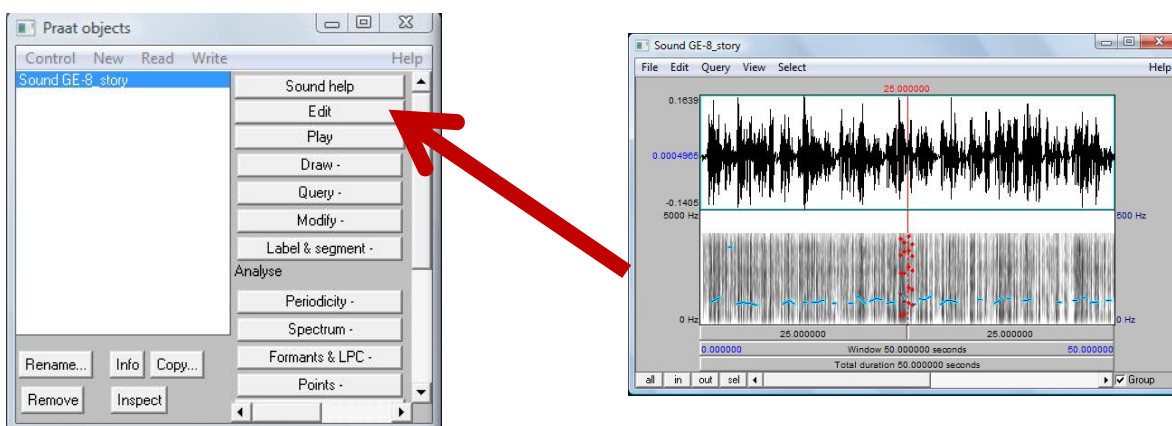 Praat objects
Control New Read Write Help
Sound GE-8_story
Sound help
Edit
Play
Draw -
Query -
Modify -
Label & segment -
Analyse
Periodicity -
Spectrum -
Formants & LPC -
Points -
Rename... Info Copy...
Remove Inspect
Sound GE-8_story
File Edit Query View Select Help
25.000000
0.1639
0.0004965
-0.1405
5000 Hz 500 Hz
0 Hz 0 Hz
25.000000 25.000000
0.000000 Window 50.000000 seconds 50.000000
Total duration 50.000000 seconds
all in out sel Group